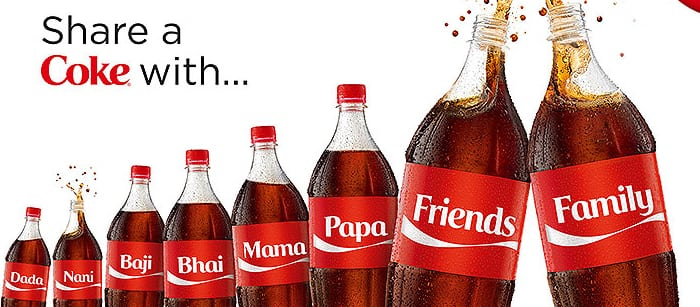 Share a
Coke with...
Dada
Nani
Baji
Bhai
Mama
Papa
Friends
Family